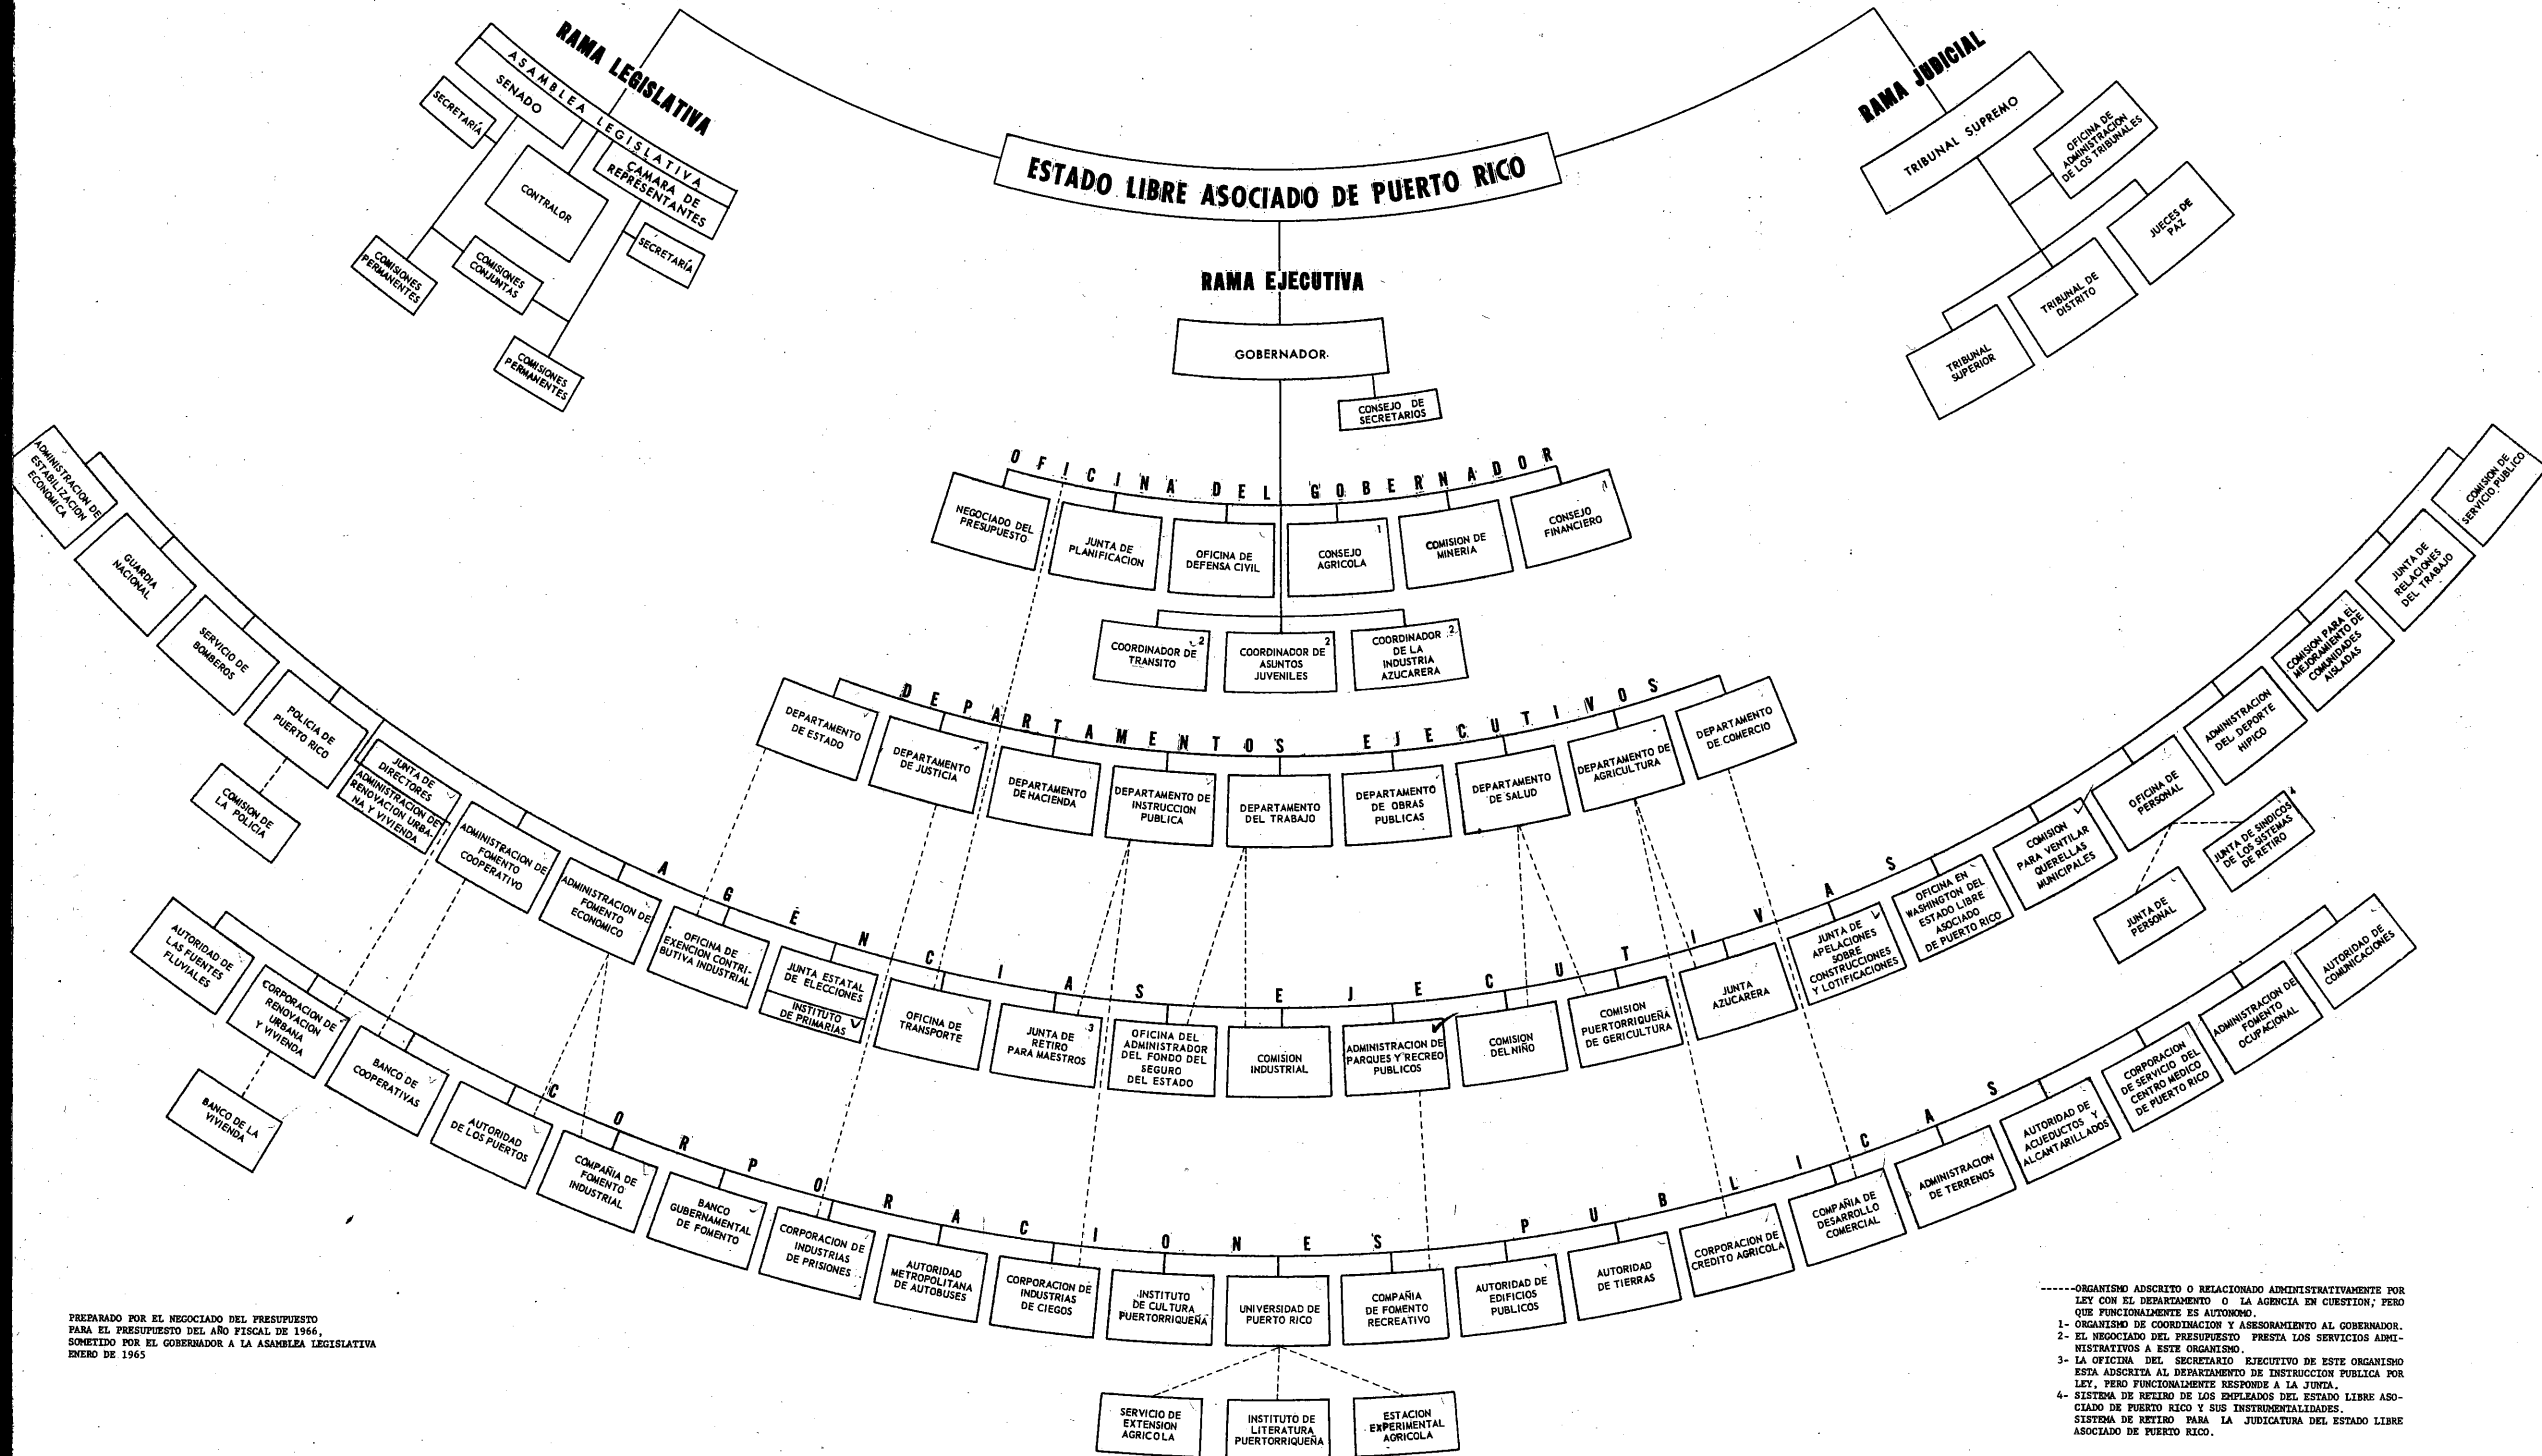 RAMA LEGISLATIVA
ASAMBLEA LEGISLATIVA
SENADO
CAMARA DE
REPRESENTANTES
SECRETARÍA
CONTRALOR
SECRETARÍA
COMISIONES
PERMANENTES
COMISIONES
CONJUNTAS
COMISIONES
PERMANENTES
ESTADO LIBRE ASOCIADO DE PUERTO RICO
RAMA JUDICIAL
TRIBUNAL SUPREMO
OFICINA DE
ADMINISTRACION
DE LOS TRIBUNALES
JUECES DE
PAZ
TRIBUNAL DE
DISTRITO
TRIBUNAL
SUPERIOR
RAMA EJECUTIVA
GOBERNADOR
CONSEJO DE
SECRETARIOS
OFICINA DEL GOBERNADOR
NEGOCIADO DEL
PRESUPUESTO
JUNTA DE
PLANIFICACION
OFICINA DE
DEFENSA CIVIL
1
CONSEJO
AGRICOLA
COMISION DE
MINERIA
1
CONSEJO
FINANCIERO
2
COORDINADOR DE
TRANSITO
2
COORDINADOR DE
ASUNTOS
JUVENILES
2
COORDINADOR
DE LA
INDUSTRIA
AZUCARERA
DEPARTAMENTOS EJECUTIVOS
DEPARTAMENTO
DE ESTADO
DEPARTAMENTO
DE JUSTICIA
DEPARTAMENTO
DE HACIENDA
DEPARTAMENTO DE
INSTRUCCION
PUBLICA
DEPARTAMENTO
DEL TRABAJO
DEPARTAMENTO
DE OBRAS
PUBLICAS
DEPARTAMENTO
DE SALUD
DEPARTAMENTO DE
AGRICULTURA
DEPARTAMENTO
DE COMERCIO
AGENCIAS EJECUTIVAS
ADMINISTRACION DE
ESTABILIZACION
ECONOMICA
GUARDIA
NACIONAL
SERVICIO DE
BOMBEROS
POLICIA DE
PUERTO RICO
COMISION DE
LA POLICIA
JUNTA DE
DIRECTORES
ADMINISTRACION DE
RENOVACION URBA-
NA Y VIVIENDA
ADMINISTRACION DE
FOMENTO
COOPERATIVO
ADMINISTRACION DE
FOMENTO
ECONOMICO
OFICINA DE
EXENCION CONTRI-
BUTIVA INDUSTRIAL
JUNTA ESTATAL
DE ELECCIONES
INSTITUTO
DE PRIMARIAS
OFICINA DE
TRANSPORTE
3
JUNTA DE
RETIRO
PARA MAESTROS
OFICINA DEL
ADMINISTRADOR
DEL FONDO DEL
SEGURO
DEL ESTADO
COMISION
INDUSTRIAL
ADMINISTRACION DE
PARQUES Y RECREO
PUBLICOS
COMISION
DEL NIÑO
COMISION
PUERTORRIQUEÑA
DE GERICULTURA
JUNTA
AZUCARERA
JUNTA DE
APELACIONES
SOBRE
CONSTRUCCIONES
Y LOTIFICACIONES
OFICINA EN
WASHINGTON DEL
ESTADO LIBRE
ASOCIADO
DE PUERTO RICO
COMISION
PARA VENTILAR
QUERELLAS
MUNICIPALES
OFICINA DE
PERSONAL
JUNTA DE
PERSONAL
4
JUNTA DE SINDICOS
DE LOS SISTEMAS
DE RETIRO
ADMINISTRACION
DEL DEPORTE
HIPICO
COMISION PARA EL
MEJORAMIENTO DE
COMUNIDADES
AISLADAS
JUNTA DE
RELACIONES
DEL TRABAJO
COMISION DE
SERVICIO PUBLICO
CORPORACIONES PUBLICAS
AUTORIDAD DE
LAS FUENTES
FLUVIALES
CORPORACION DE
RENOVACION
URBANA
Y VIVIENDA
BANCO DE LA
VIVIENDA
BANCO DE
COOPERATIVAS
AUTORIDAD
DE LOS PUERTOS
COMPAÑIA DE
FOMENTO
INDUSTRIAL
BANCO
GUBERNAMENTAL
DE FOMENTO
CORPORACION DE
INDUSTRIAS
DE PRISIONES
AUTORIDAD
METROPOLITANA
DE AUTOBUSES
CORPORACION DE
INDUSTRIAS
DE CIEGOS
INSTITUTO
DE CULTURA
PUERTORRIQUEÑA
UNIVERSIDAD DE
PUERTO RICO
COMPAÑIA
DE FOMENTO
RECREATIVO
AUTORIDAD DE
EDIFICIOS
PUBLICOS
AUTORIDAD
DE TIERRAS
CORPORACION DE
CREDITO AGRICOLA
COMPAÑIA DE
DESARROLLO
COMERCIAL
ADMINISTRACION
DE TERRENOS
AUTORIDAD DE
ACUEDUCTOS Y
ALCANTARILLADOS
CORPORACION
DE SERVICIO DEL
CENTRO MEDICO
DE PUERTO RICO
ADMINISTRACION DE
FOMENTO
OCUPACIONAL
AUTORIDAD DE
COMUNICACIONES
SERVICIO DE
EXTENSION
AGRICOLA
INSTITUTO DE
LITERATURA
PUERTORRIQUEÑA
ESTACION
EXPERIMENTAL
AGRICOLA
PREPARADO POR EL NEGOCIADO DEL PRESUPUESTO
PARA EL PRESUPUESTO DEL AÑO FISCAL DE 1966,
SOMETIDO POR EL GOBERNADOR A LA ASAMBLEA LEGISLATIVA
ENERO DE 1965
------ORGANISMO ADSCRITO O RELACIONADO ADMINISTRATIVAMENTE POR
LEY CON EL DEPARTAMENTO O LA AGENCIA EN CUESTION; PERO
QUE FUNCIONALMENTE ES AUTONOMO.
1- ORGANISMO DE COORDINACION Y ASESORAMIENTO AL GOBERNADOR.
2- EL NEGOCIADO DEL PRESUPUESTO PRESTA LOS SERVICIOS ADMI-
NISTRATIVOS A ESTE ORGANISMO.
3- LA OFICINA DEL SECRETARIO EJECUTIVO DE ESTE ORGANISMO
ESTA ADSCRITA AL DEPARTAMENTO DE INSTRUCCION PUBLICA POR
LEY, PERO FUNCIONALMENTE RESPONDE A LA JUNTA.
4- SISTEMA DE RETIRO DE LOS EMPLEADOS DEL ESTADO LIBRE ASO-
CIADO DE PUERTO RICO Y SUS INSTRUMENTALIDADES.
SISTEMA DE RETIRO PARA LA JUDICATURA DEL ESTADO LIBRE
ASOCIADO DE PUERTO RICO.